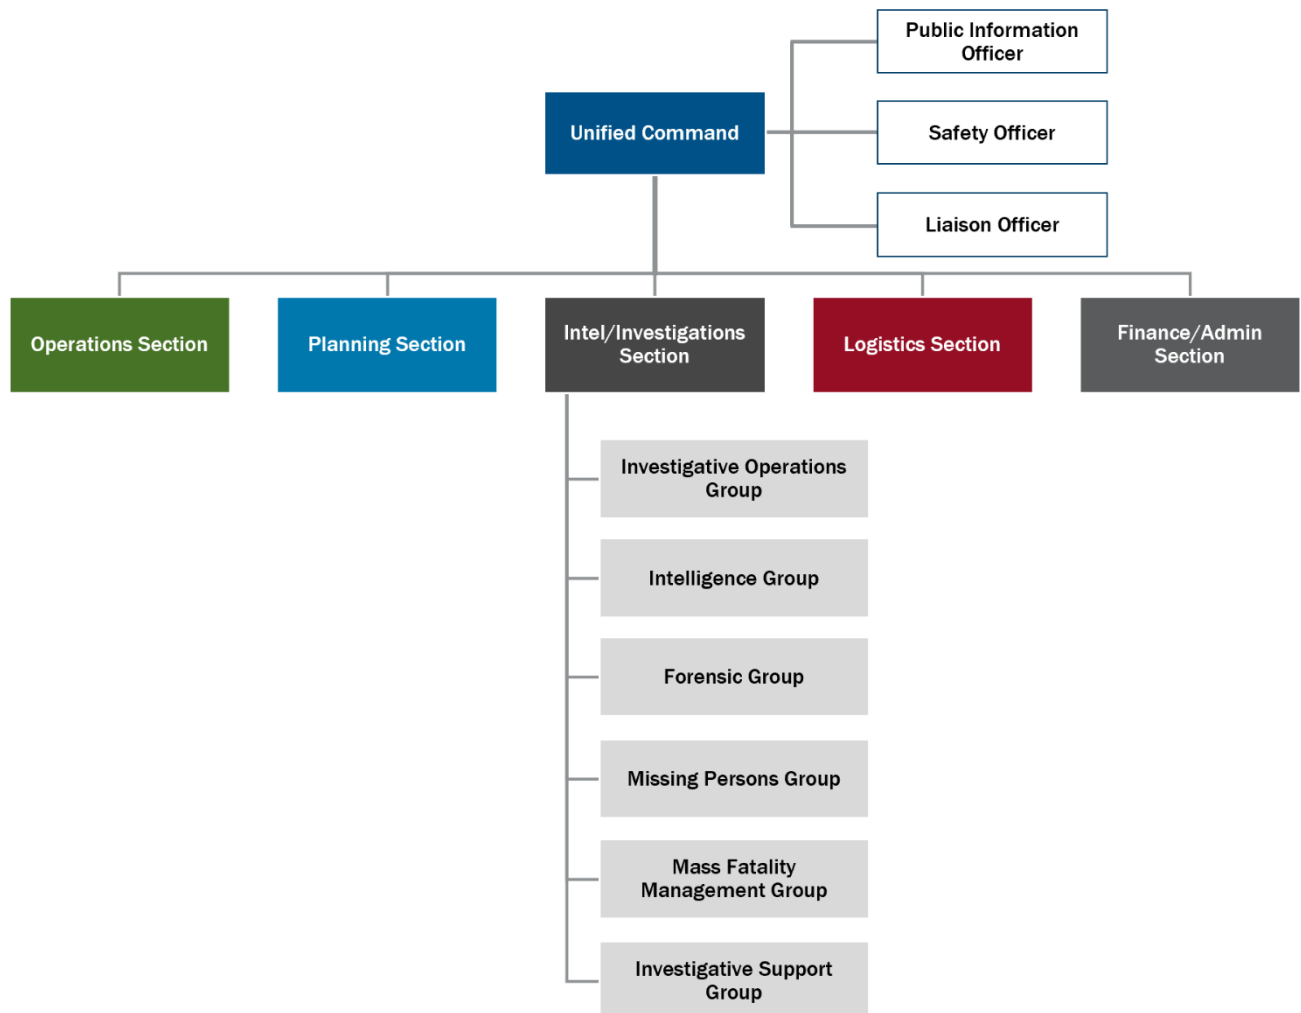 Public Information
Officer
Unified Command
Safety Officer
Liaison Officer
Operations Section
Planning Section
Intel/Investigations
Section
Logistics Section
Finance/Admin
Section
Investigative Operations
Group
Intelligence Group
Forensic Group
Missing Persons Group
Mass Fatality
Management Group
Investigative Support
Group